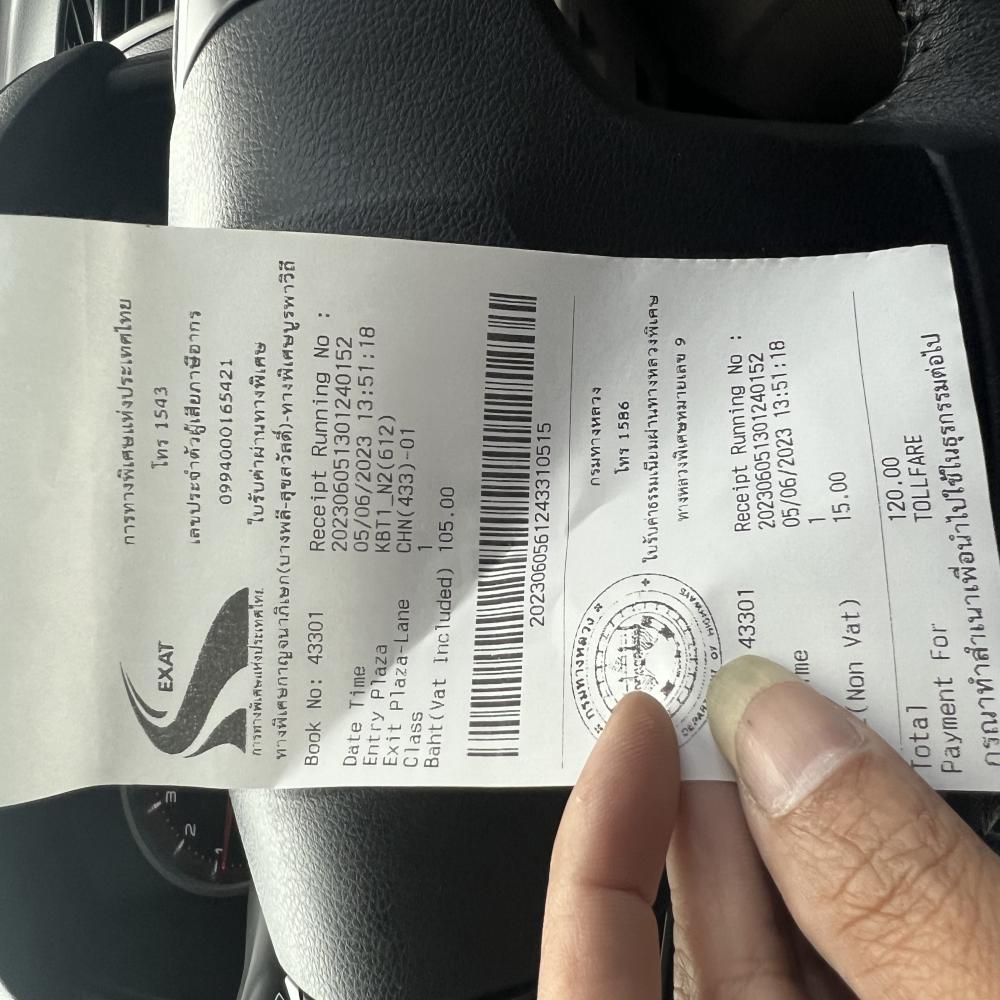 การทางพิเศษแห่งประเทศไทย
โทร 1543
เลขประจำตัวผู้เสียภาษีอากร
0994000165421
ใบรับค่าผ่านทางพิเศษ
EXAT
การทางพิเศษแห่งประเทศไทย
ทางพิเศษกาญจนาภิเษก(บางพลี-สุขสวัสดิ์)-ทางพิเศษบูรพาวิถี
Book No: 43301 Receipt Running No :
20230605131301240152
Date Time 05/06/2023 13:51:18
Entry Plaza KBT1_N2(612)
Exit Plaza-Lane CHN(433)-01
Class 1
Baht(Vat Included) 105.00
2023060561243310515
กรมทางหลวง
โทร 1586
ใบรับค่าธรรมเนียมผ่านทางหลวงพิเศษ
ทางหลวงพิเศษหมายเลข 9
กรมทางหลวง
HIGHWAYS
43301 Receipt Running No :
20230605131301240152
05/06/2023 13:51:18
1
(Non Vat) 15.00
Total 120.00
Payment For TOLLFARE
กรุณาทำสำเนาเพื่อนำไปใช้ในธุรกรรมต่อไป
3
2
1